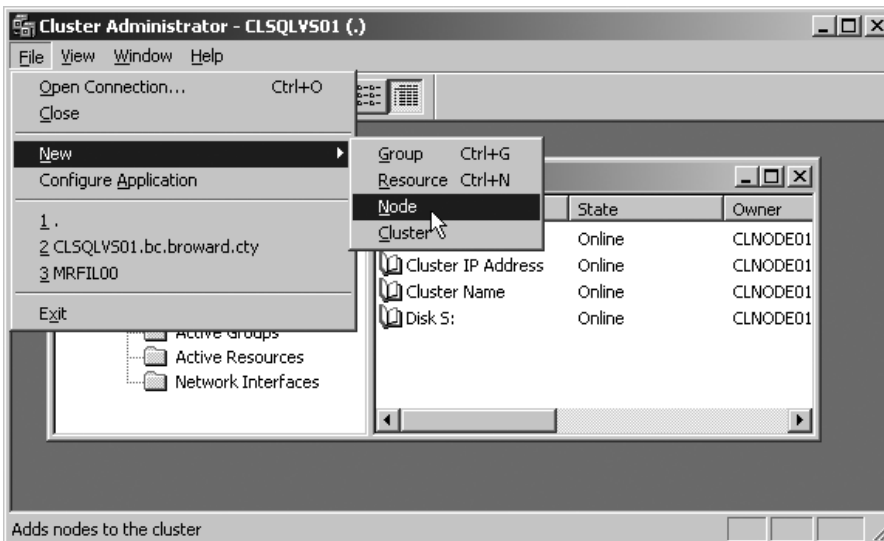 Cluster Administrator - CLSQLVS01 (.)
File View Window Help
Open Connection... Ctrl+O
Close
New
Configure Application
1 .
2 CLSQLVS01.bc.broward.cty
3 MRFIL00
Exit
Group Ctrl+G
Resource Ctrl+N
Node
Cluster
State Owner
Online CLNODE01
Cluster IP Address Online CLNODE01
Cluster Name Online CLNODE01
Disk S: Online CLNODE01
Active Groups
Active Resources
Network Interfaces
Adds nodes to the cluster